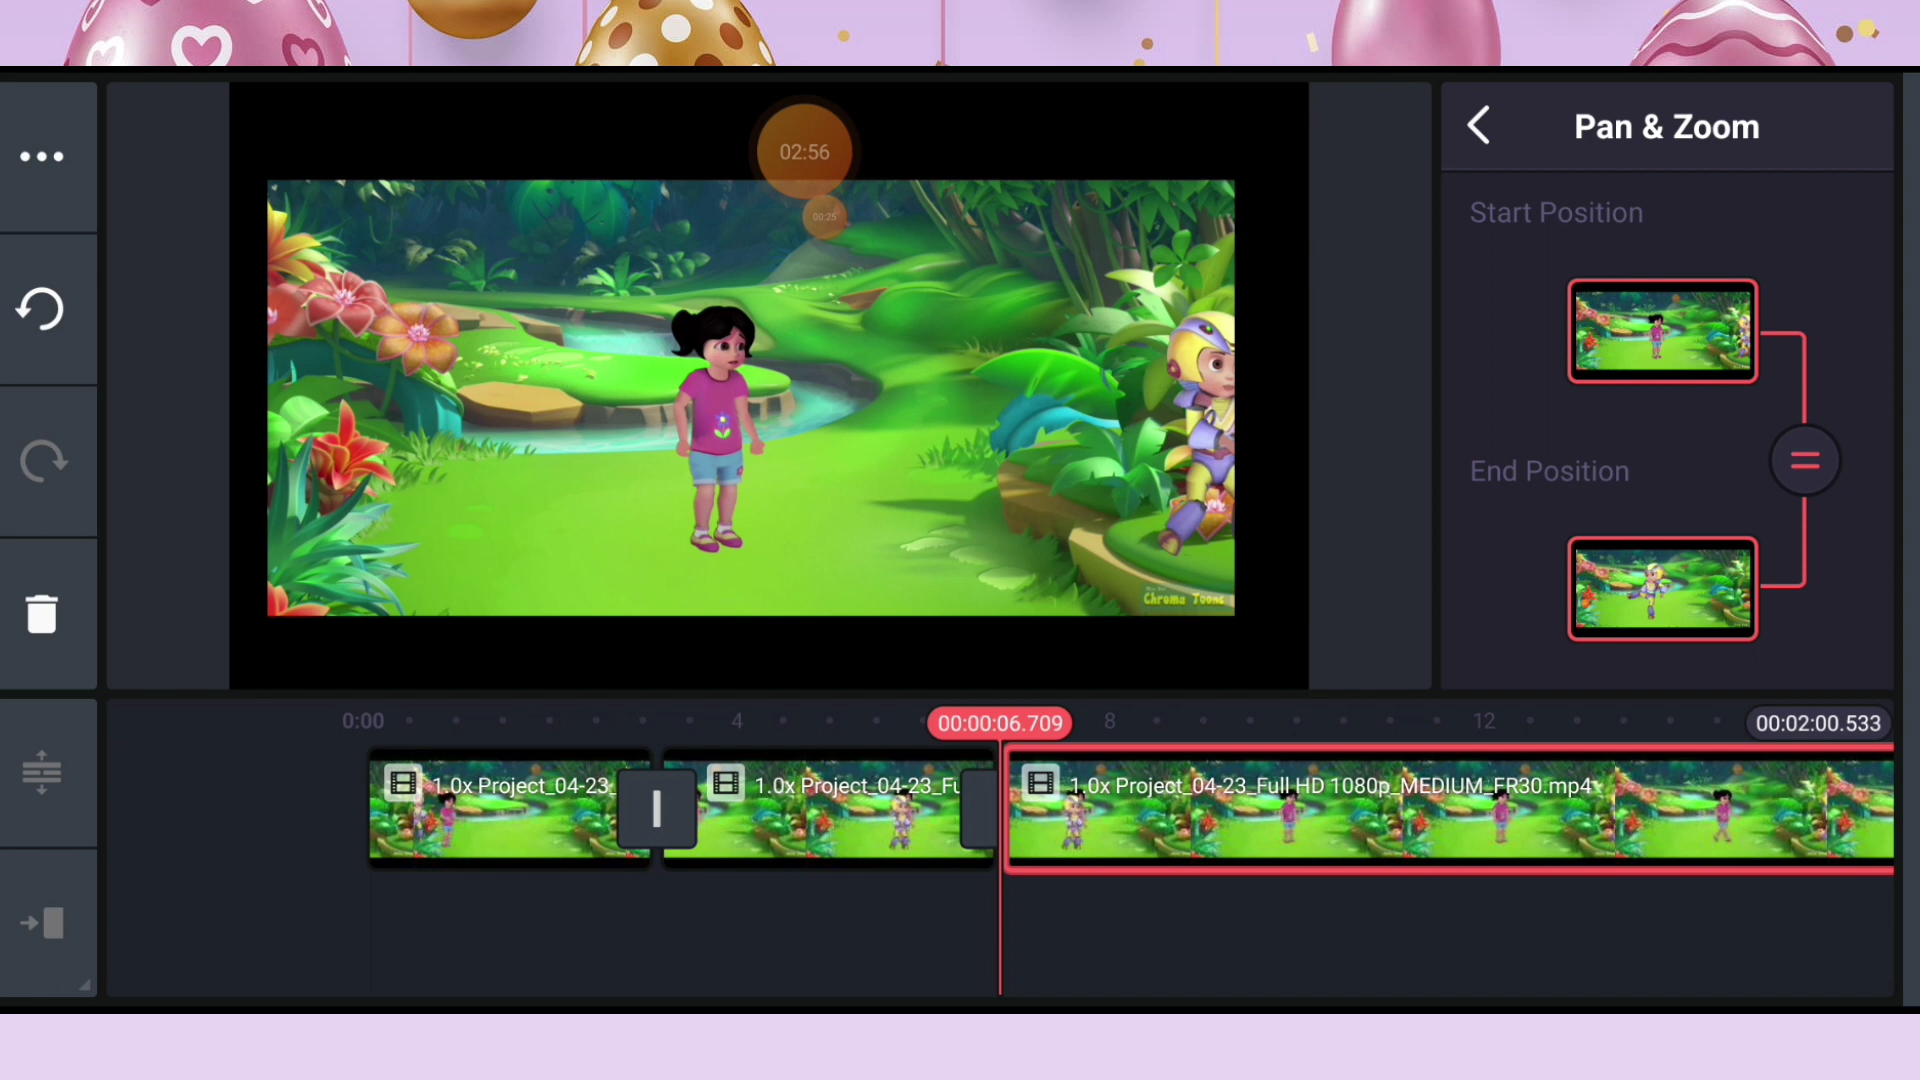 Pan & Zoom
02:56
Start Position
00:25
End Position
Chroma Toons
0:00
4
00:00:06.709
8
12
00:02:00.533
1.0x Project_04-23_
1.0x Project_04-23_Fu
1.0x Project_04-23_Full HD 1080p_MEDIUM_FR30.mp4